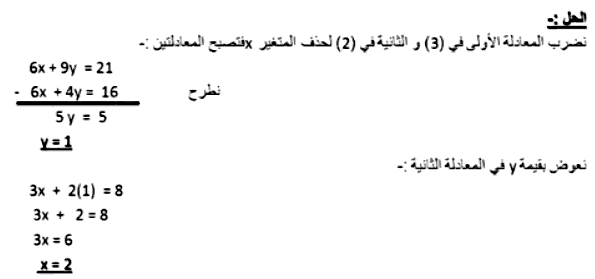 الحل :-
نضرب المعادلة الأولى في (3) و الثانية في (2) لحذف المتغير x فتصبح المعادلتين :-
6x + 9y = 21
- 6x + 4y = 16 نطرح
5 y = 5
y = 1
نعوض بقيمة y في المعادلة الثانية :-
3x + 2(1) = 8
3x + 2 = 8
3x = 6
x = 2